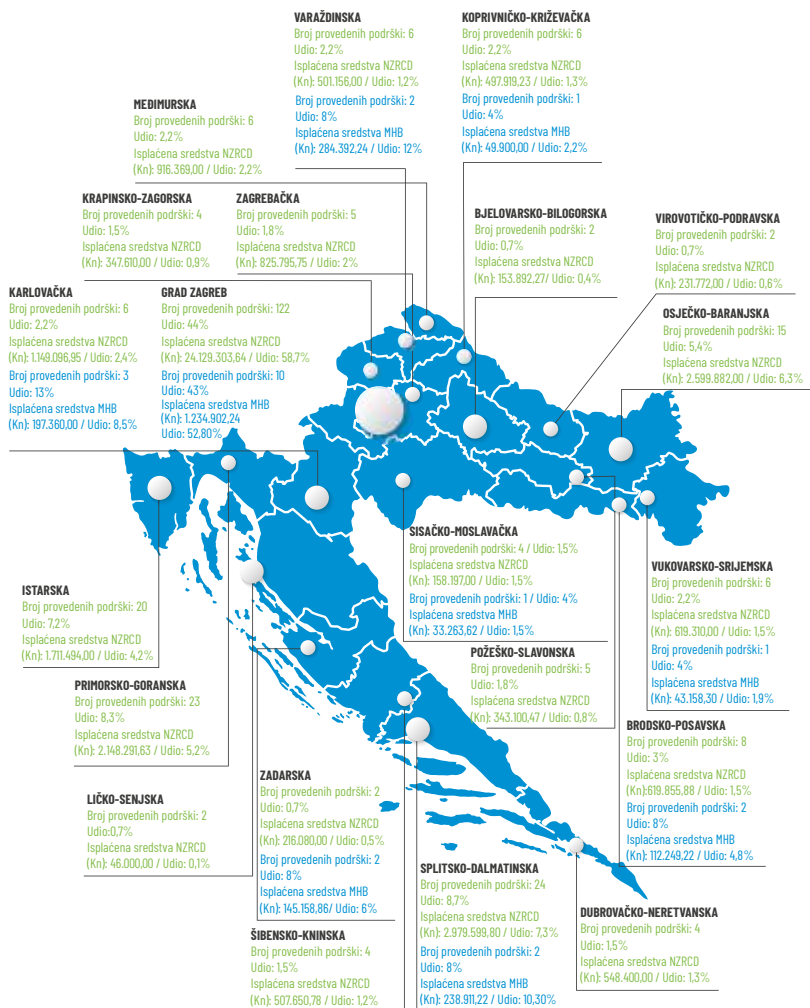 VARAŽDINSKA
Broj provedenih podrški: 6
Udio: 2,2%
Isplaćena sredstva NZRCD
(Kn): 501.156,00 / Udio: 1,2%
Broj provedenih podrški: 2
Udio: 8%
Isplaćena sredstva MHB
(Kn): 284.392,24 / Udio: 12%
KOPRIVNIČKO-KRIŽEVAČKA
Broj provedenih podrški: 6
Udio: 2,2%
Isplaćena sredstva NZRCD
(Kn): 497.919,23 / Udio: 1,3%
Broj provedenih podrški: 1
Udio: 4%
Isplaćena sredstva MHB
(Kn): 49.900,00 / Udio: 2,2%
MEĐIMURSKA
Broj provedenih podrški: 6
Udio: 2,2%
Isplaćena sredstva NZRCD
(Kn): 916.369,00 / Udio: 2,2%
KRAPINSKO-ZAGORSKA
Broj provedenih podrški: 4
Udio: 1,5%
Isplaćena sredstva NZRCD
(Kn): 347.610,00 / Udio: 0,9%
ZAGREBAČKA
Broj provedenih podrški: 5
Udio: 1,8%
Isplaćena sredstva NZRCD
(Kn): 825.795,75 / Udio: 2%
BJELOVARSKO-BILOGORSKA
Broj provedenih podrški: 2
Udio: 0,7%
Isplaćena sredstva NZRCD
(Kn): 153.892,27/ Udio: 0,4%
VIROVOTIČKO-PODRAVSKA
Broj provedenih podrški: 2
Udio: 0,7%
Isplaćena sredstva NZRCD
(Kn): 231.772,00 / Udio: 0,6%
KARLOVAČKA
Broj provedenih podrški: 6
Udio: 2,2%
Isplaćena sredstva NZRCD
(Kn): 1.149.096.95 / Udio: 2,4%
Broj provedenih podrški: 3
Udio: 13%
Isplaćena sredstva MHB
(Kn): 197.360,00 / Udio: 8,5%
GRAD ZAGREB
Broj provedenih podrški: 122
Udio: 44%
Isplaćena sredstva NZRCD
(Kn): 24.129.303,64 / Udio: 58,7%
Broj provedenih podrški: 10
Udio: 43%
Isplaćena sredstva MHB
(Kn): 1.234.902,24
Udio: 52,80%
OSJEČKO-BARANJSKA
Broj provedenih podrški: 15
Udio: 5,4%
Isplaćena sredstva NZRCD
(Kn): 2.599.882,00 / Udio: 6,3%
SISAČKO-MOSLAVAČKA
Broj provedenih podrški: 4 / Udio: 1,5%
Isplaćena sredstva NZRCD
(Kn): 158.197,00 / Udio: 1,5%
Broj provedenih podrški: 1 / Udio: 4%
Isplaćena sredstva MHB
(Kn): 33.263,62 / Udio: 1,5%
VUKOVARSKO-SRIJEMSKA
Broj provedenih podrški: 6
Udio: 2,2%
Isplaćena sredstva NZRCD
(Kn): 619.310,00 / Udio: 1,5%
Broj provedenih podrški: 1
Udio: 4%
Isplaćena sredstva MHB
(Kn): 43.158,30 / Udio: 1,9%
ISTARSKA
Broj provedenih podrški: 20
Udio: 7,2%
Isplaćena sredstva NZRCD
(Kn): 1.711.494,00 / Udio: 4,2%
POŽEŠKO-SLAVONSKA
Broj provedenih podrški: 5
Udio: 1,8%
Isplaćena sredstva NZRCD
(Kn): 343.100,47 / Udio: 0,8%
PRIMORSKO-GORANSKA
Broj provedenih podrški: 23
Udio: 8,3%
Isplaćena sredstva NZRCD
(Kn): 2.148.291,63 / Udio: 5,2%
BRODSKO-POSAVSKA
Broj provedenih podrški: 8
Udio: 3%
Isplaćena sredstva NZRCD
(Kn):619.855,88 / Udio: 1,5%
Broj provedenih podrški: 2
Udio: 8%
Isplaćena sredstva MHB
(Kn): 112.249,22 / Udio: 4,8%
LIČKO-SENJSKA
Broj provedenih podrški: 2
Udio:0,7%
Isplaćena sredstva NZRCD
(Kn): 46.000,00 / Udio: 0,1%
ZADARSKA
Broj provedenih podrški: 2
Udio: 0,7%
Isplaćena sredstva NZRCD
(Kn): 216.080,00 / Udio: 0,5%
Broj provedenih podrški: 2
Udio: 8%
Isplaćena sredstva MHB
(Kn): 145.158,86/ Udio: 6%
SPLITSKO-DALMATINSKA
Broj provedenih podrški: 24
Udio: 8,7%
Isplaćena sredstva NZRCD
(Kn): 2.979.599,80 / Udio: 7,3%
Broj provedenih podrški: 2
Udio: 8%
Isplaćena sredstva MHB
(Kn): 238.911,22 / Udio: 10,30%
DUBROVAČKO-NERETVANSKA
Broj provedenih podrški: 4
Udio: 1,5%
Isplaćena sredstva NZRCD
(Kn): 548.400,00 / Udio: 1,3%
ŠIBENSKO-KNINSKA
Broj provedenih podrški: 4
Udio: 1,5%
Isplaćena sredstva NZRCD
(Kn): 507.650,78 / Udio: 1,2%